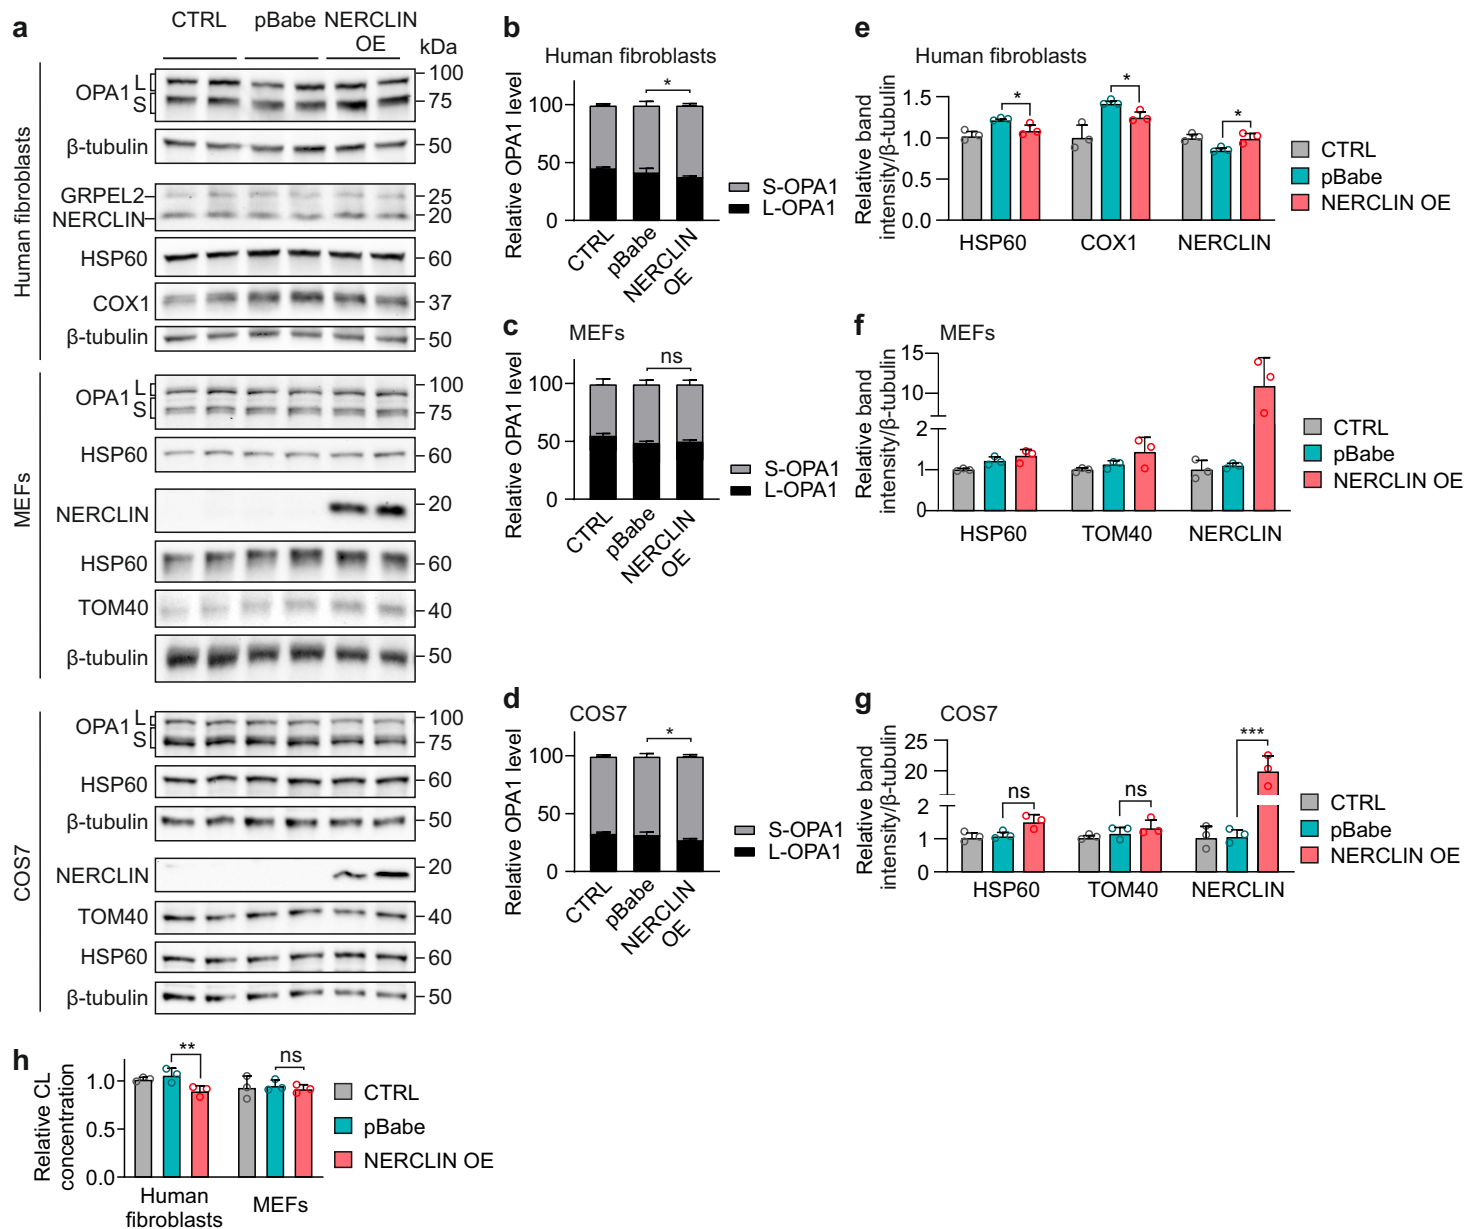 a
CTRL pBabe NERCLIN
OE
kDa
Human fibroblasts
OPA1 L
S
100
75
β-tubulin 50
GRPEL2 25
NERCLIN 20
HSP60 60
COX1 37
β-tubulin 50
MEFs
OPA1 L
S
100
75
HSP60 60
NERCLIN 20
HSP60 60
TOM40 40
β-tubulin 50
COS7
OPA1 L
S
100
75
HSP60 60
β-tubulin 50
NERCLIN 20
TOM40 40
HSP60 60
β-tubulin 50
b
Human fibroblasts
Relative OPA1 level
100
50
0
*
CTRL
pBabe
NERCLIN
OE
S-OPA1
L-OPA1
c
MEFs
Relative OPA1 level
100
50
0
ns
CTRL
pBabe
NERCLIN
OE
S-OPA1
L-OPA1
d
COS7
Relative OPA1 level
100
50
0
*
CTRL
pBabe
NERCLIN
OE
S-OPA1
L-OPA1
e
Human fibroblasts
Relative band
intensity/β-tubulin
1.5
1.0
0.5
0.0
* * *
HSP60 COX1 NERCLIN
CTRL
pBabe
NERCLIN OE
f
MEFs
Relative band
intensity/β-tubulin
15
10
2
1
0
HSP60 TOM40 NERCLIN
CTRL
pBabe
NERCLIN OE
g
COS7
Relative band
intensity/β-tubulin
25
20
2
1
0
ns ns ***
HSP60 TOM40 NERCLIN
CTRL
pBabe
NERCLIN OE
h
Relative CL
concentration
1.0
0.5
0.0
** ns
Human
fibroblasts
MEFs
CTRL
pBabe
NERCLIN OE